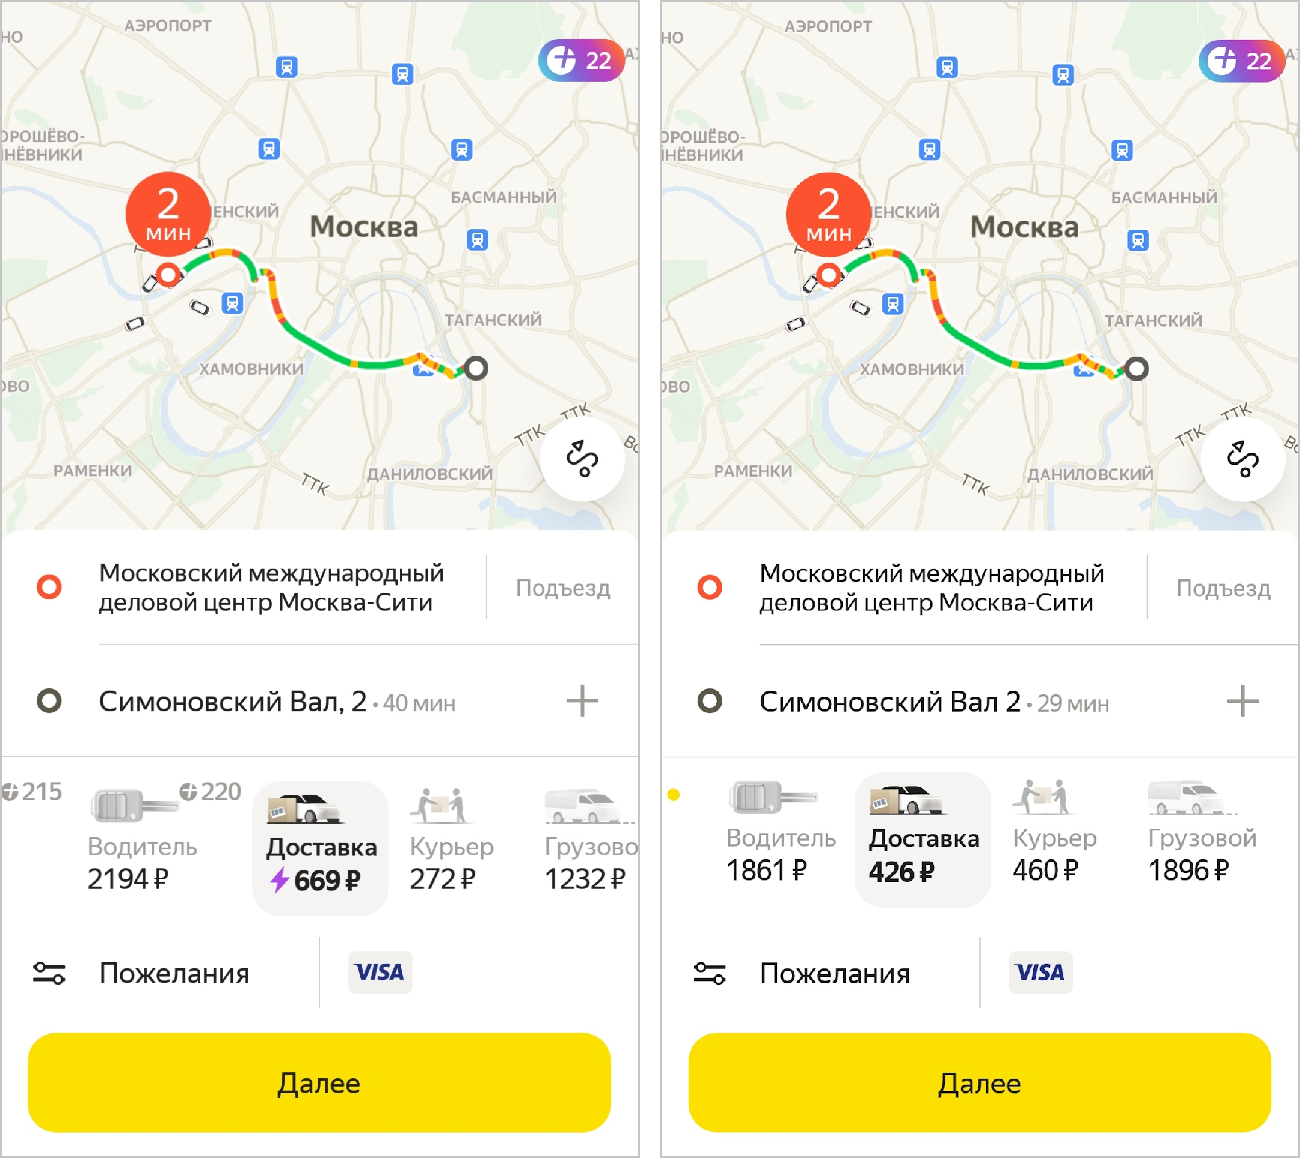 АЭРОПОРТ
НО
22
ОРОШЁВО-
НЁВНИКИ
БАСМАННЫЙ
2
мин
ЕНСКИЙ
Москва
ТАГАНСКИЙ
ХАМОВНИКИ
ОВО
ТТК
ТТК
РАМЕНКИ
ТТК
ДАНИЛОВСКИЙ
Московский международный
деловой центр Москва-Сити
Подъезд
Симоновский Вал, 2 • 40 мин
215
220
Водитель
2194 ₽
Доставка
669 ₽
Курьер
272 ₽
Грузово
1232 ₽
Пожелания
VISA
Далее
АЭРОПОРТ
НО
22
ОРОШЁВО-
НЁВНИКИ
БАСМАННЫЙ
2
мин
ЕНСКИЙ
Москва
ТАГАНСКИЙ
ХАМОВНИКИ
ОВО
ТТК
ТТК
РАМЕНКИ
ТТК
ДАНИЛОВСКИЙ
Московский международный
деловой центр Москва-Сити
Подъезд
Симоновский Вал 2 • 29 мин
Водитель
1861 ₽
Доставка
426 ₽
Курьер
460 ₽
Грузовой
1896 ₽
Пожелания
VISA
Далее